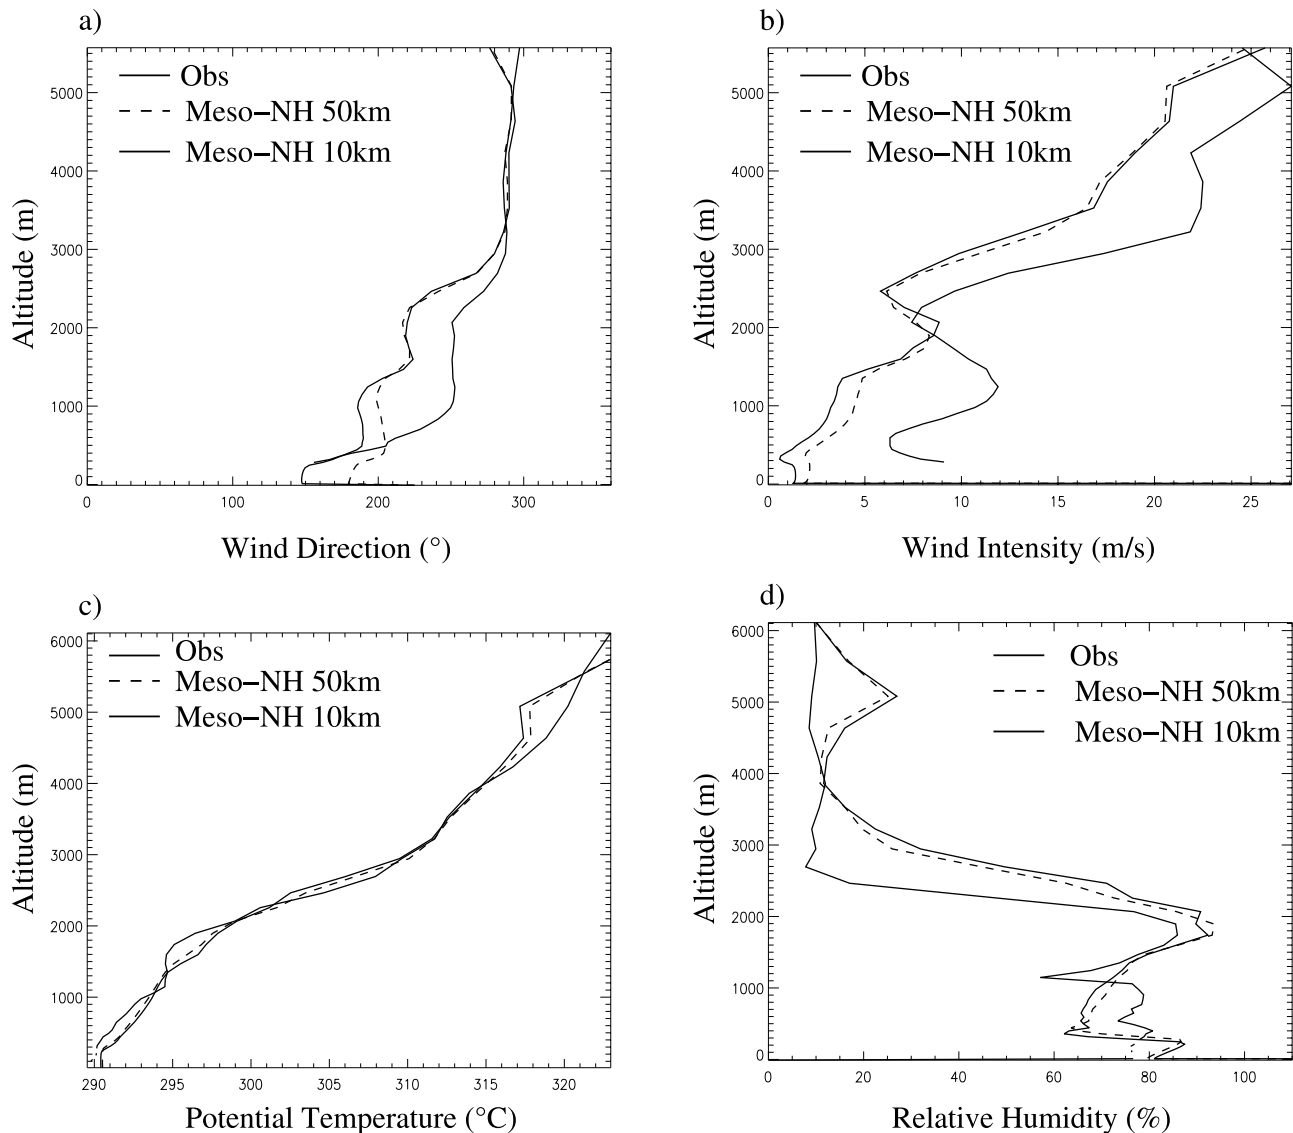 a)
Obs
Meso−NH 50km
Meso−NH 10km
5000
4000
3000
2000
1000
0
Altitude (m)
0 100 200 300
Wind Direction (°)
b)
Obs
Meso−NH 50km
Meso−NH 10km
5000
4000
3000
2000
1000
0
Altitude (m)
0 5 10 15 20 25
Wind Intensity (m/s)
c)
Obs
Meso−NH 50km
Meso−NH 10km
6000
5000
4000
3000
2000
1000
Altitude (m)
290 295 300 305 310 315 320
Potential Temperature (°C)
d)
Obs
Meso−NH 50km
Meso−NH 10km
6000
5000
4000
3000
2000
1000
0
Altitude (m)
0 20 40 60 80 100
Relative Humidity (%)